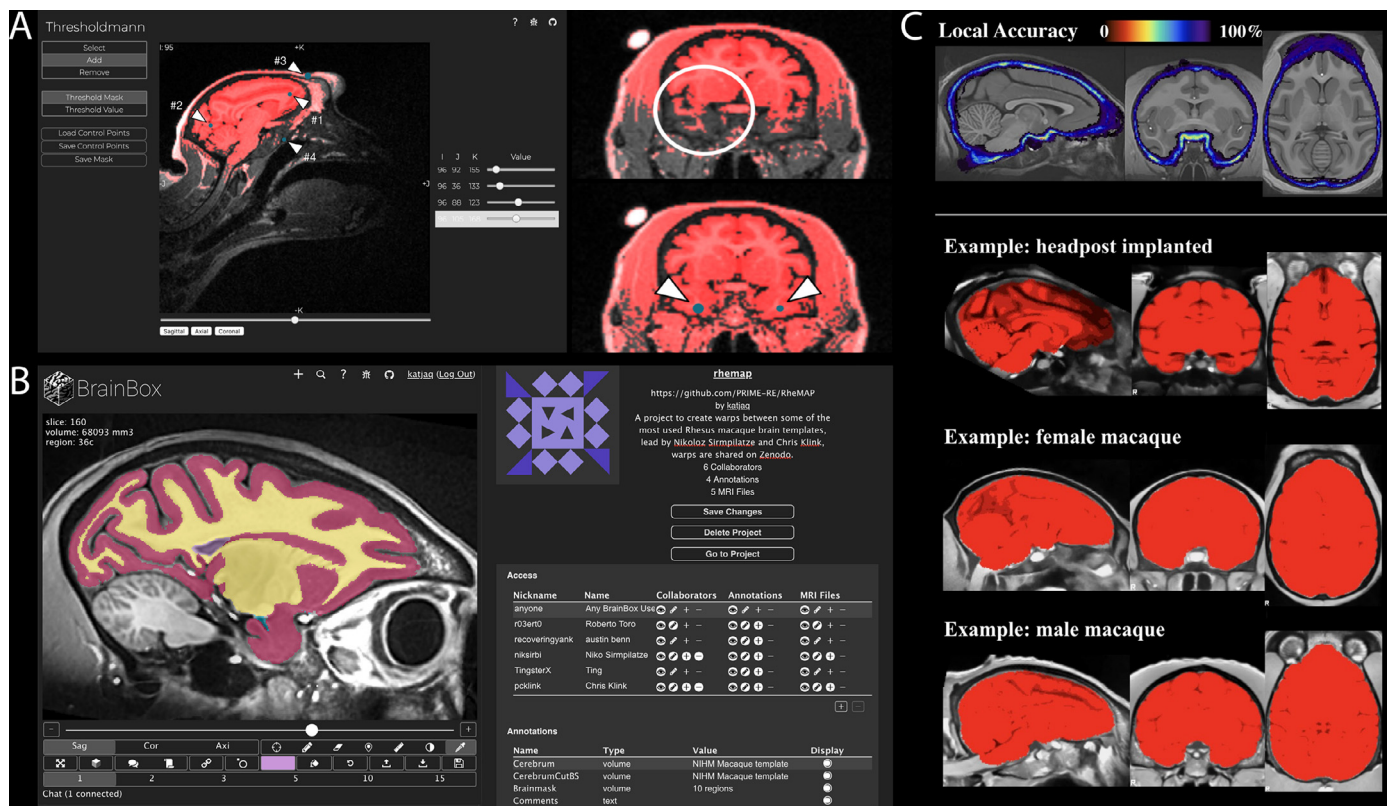 A
Thresholdmann
?
Select
Add
Remove
Threshold Mask
Threshold Value
Load Control Points
Save Control Points
Save Mask
I:95
+K
#3
#2
#1
#4
-J
+J
-K
I J K Value
96 92 155
96 36 133
96 88 123
Sagittal Axial Coronal
B
BrainBox
+ ? katjaq (Log Out)
slice: 160
volume: 68093 mm3
region: 36c
− +
Sag Cor Axi
1 2 3 5 10 15
Chat (1 connected)
rhemap
https://github.com/PRIME-RE/RheMAP
by katjaq
A project to create warps between some of the
most used Rhesus macaque brain templates,
lead by Nikoloz Sirmpilatze and Chris Klink,
warps are shared on Zenodo.
6 Collaborators
4 Annotations
5 MRI Files
Save Changes
Delete Project
Go to Project
Access
Nickname Name Collaborators Annotations MRI Files
anyone Any BrainBox Use
r03ert0 Roberto Toro
recoveringyank austin benn
niksirbi Niko Sirmpilatze
TingsterX Ting
pcklink Chris Klink
+ −
Annotations
Name Type Value Display
Cerebrum volume NIHM Macaque template
CerebrumCutBS volume NIHM Macaque template
Brainmask volume 10 regions
Comments text
C
Local Accuracy 0 100%
Example: headpost implanted
R
Example: female macaque
R
Example: male macaque
R